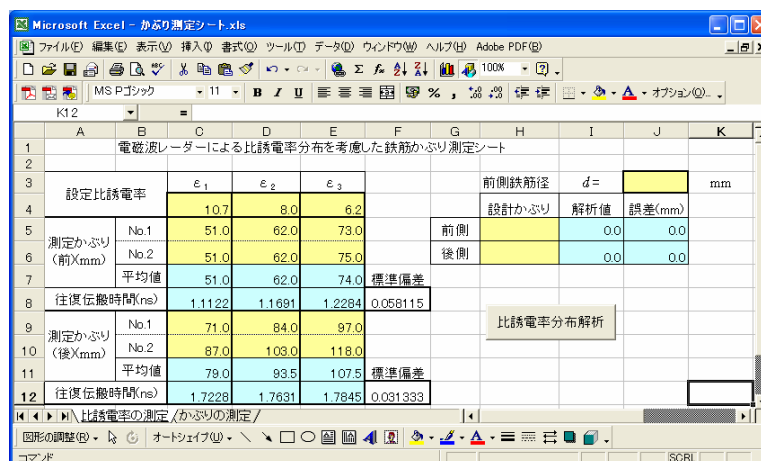 Microsoft Excel - かぶり測定シート.xls
ファイル(F) 編集(E) 表示(V) 挿入(I) 書式(O) ツール(T) データ(D) ウィンドウ(W) ヘルプ(H) Adobe PDF(B)
100%
MS Pゴシック 11 B I U % , オプション(O)...
K12 =
A B C D E F G H I J K
1 電磁波レーダーによる比誘電率分布を考慮した鉄筋かぶり測定シート
2
3 設定比誘電率 ε1 ε2 ε3 前側鉄筋径 d= mm
4 10.7 8.0 6.2 設計かぶり 解析値 誤差(mm)
5 測定かぶり(前)(mm) No.1 51.0 62.0 73.0 前側 0.0 0.0
6 No.2 51.0 62.0 75.0 後側 0.0 0.0
7 平均値 51.0 62.0 74.0 標準偏差
8 往復伝搬時間(ns) 1.1122 1.1691 1.2284 0.058115
9 測定かぶり(後)(mm) No.1 71.0 84.0 97.0 比誘電率分布解析
10 No.2 87.0 103.0 118.0
11 平均値 79.0 93.5 107.5 標準偏差
12 往復伝搬時間(ns) 1.7228 1.7631 1.7845 0.031333
比誘電率の測定 / かぶりの測定 /
図形の調整(R) オートシェイプ(U)
コマンド SCRL